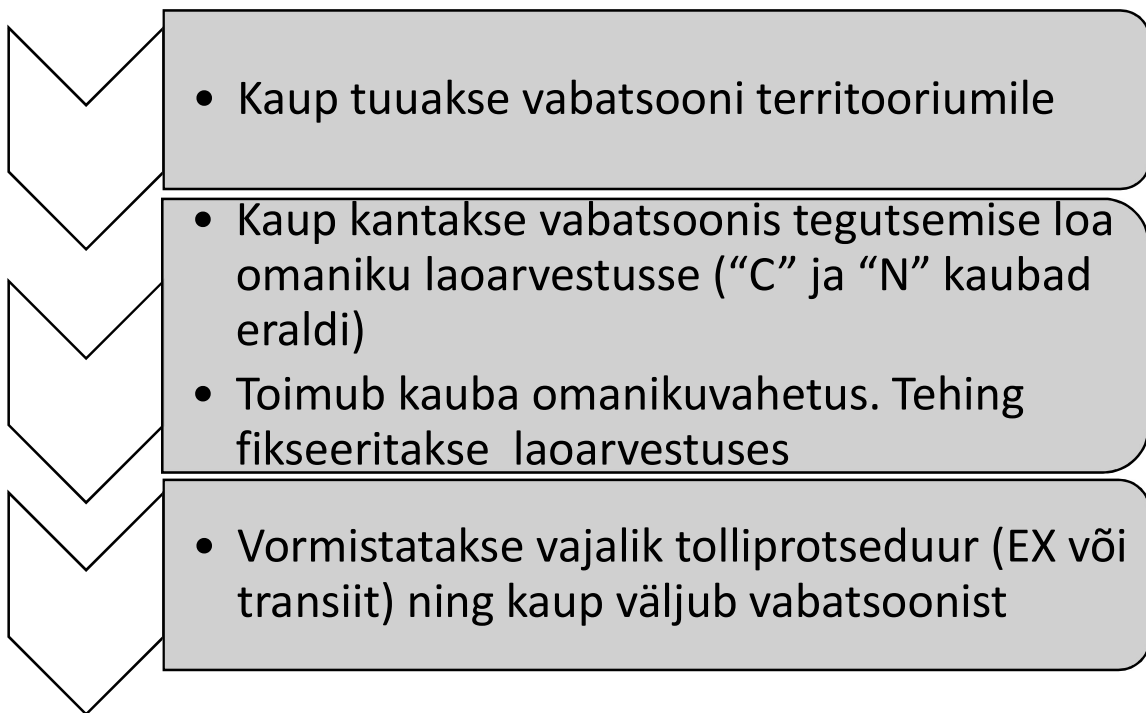 • Kaup tuuakse vabatsooni territooriumile
• Kaup kantakse vabatsoonis tegutsemise loa
omaniku laoarvestusse (“C” ja “N” kaubad
eraldi)
• Toimub kauba omanikuvahetus. Tehing
fikseeritakse  laoarvestuses
• Vormistatakse vajalik tolliprotseduur (EX või
transiit) ning kaup väljub vabatsoonist